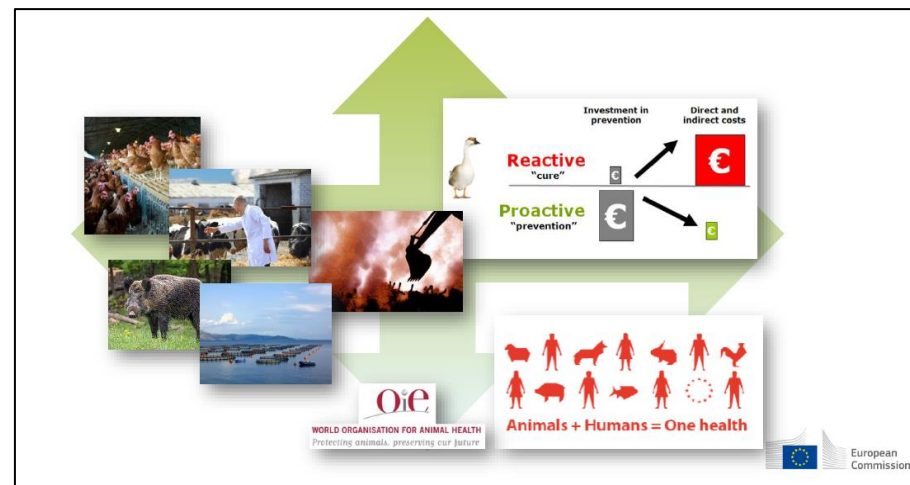 Investment in
prevention
Direct and
indirect costs
Reactive
"cure"
€
€
Proactive
"prevention"
€
€
Oie
WORLD ORGANISATION FOR ANIMAL HEALTH
Protecting animals, preserving our future
Animals + Humans = One health
European
Commission